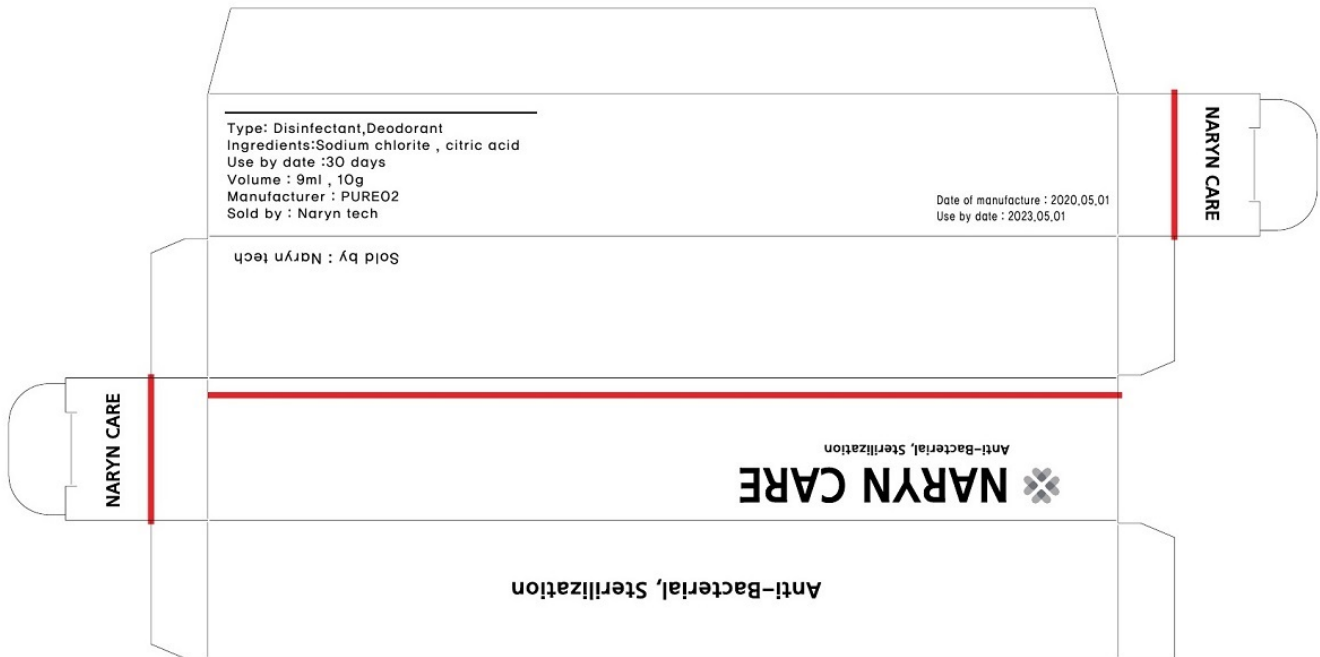 Type: Disinfectant,Deodorant
Ingredients:Sodium chlorite , citric acid
Use by date :30 days
Volume : 9ml , 10g
Manufacturer : PUREO2
Sold by : Naryn tech
Date of manufacture : 2020.05.01
Use by date : 2023.05.01
NARYN CARE
Sold by : Naryn tech
NARYN CARE
Anti-Bacterial, Sterilization
NARYN CARE
Anti-Bacterial, Sterilization